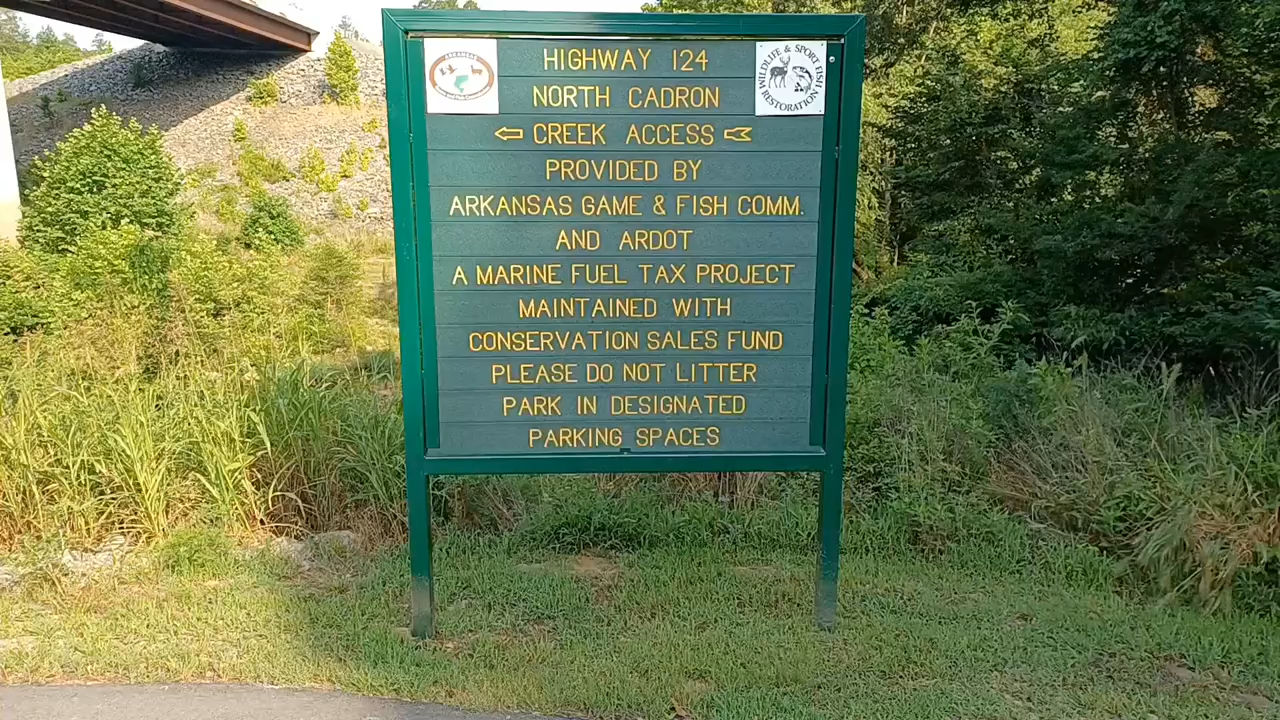 HIGHWAY 124
NORTH CADRON
CREEK ACCESS
PROVIDED BY
ARKANSAS GAME & FISH COMM.
AND ARDOT
A MARINE FUEL TAX PROJECT
MAINTAINED WITH
CONSERVATION SALES FUND
PLEASE DO NOT LITTER
PARK IN DESIGNATED
PARKING SPACES
ARKANSAS
WILDLIFE & SPORT FISH
RESTORATION